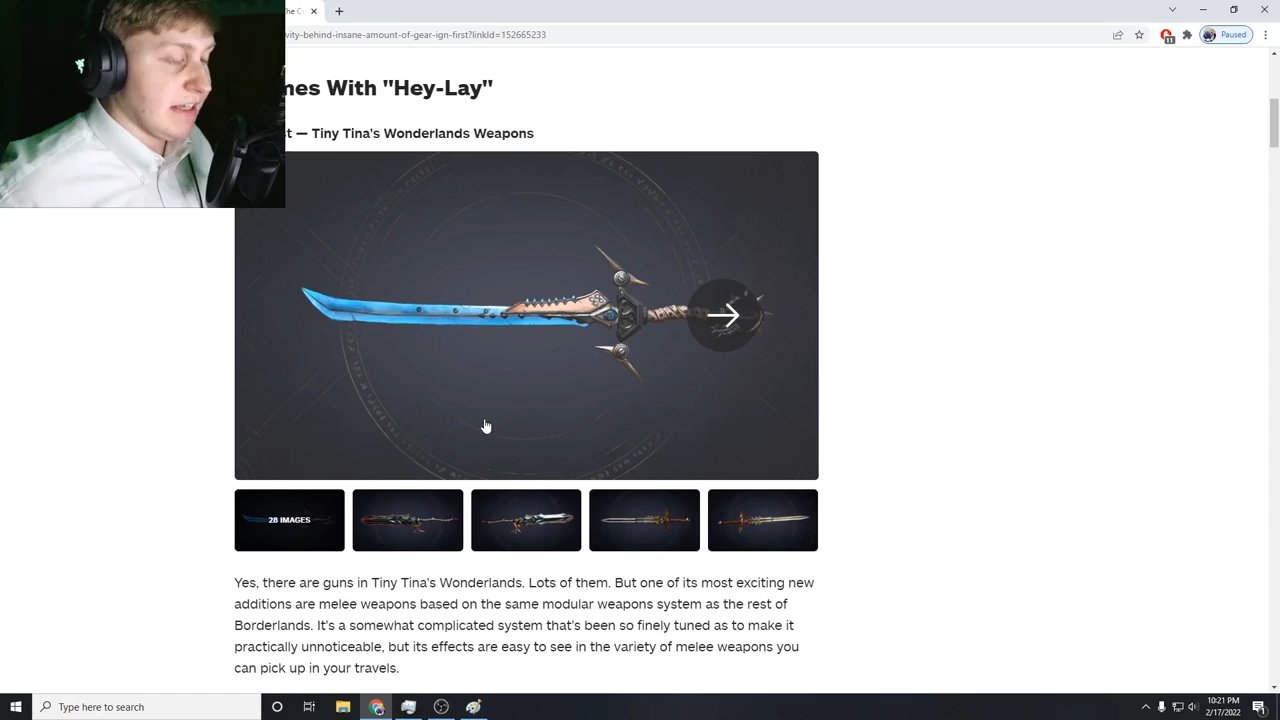 The C
vity-behind-insane-amount-of-gear-ign-first?linkId=152665233
11
Paused
mes With "Hey-Lay"
t — Tiny Tina's Wonderlands Weapons
28 IMAGES
Yes, there are guns in Tiny Tina's Wonderlands. Lots of them. But one of its most exciting new
additions are melee weapons based on the same modular weapons system as the rest of
Borderlands. It's a somewhat complicated system that's been so finely tuned as to make it
practically unnoticeable, but its effects are easy to see in the variety of melee weapons you
can pick up in your travels.
Type here to search
10:21 PM
2/17/2022
1